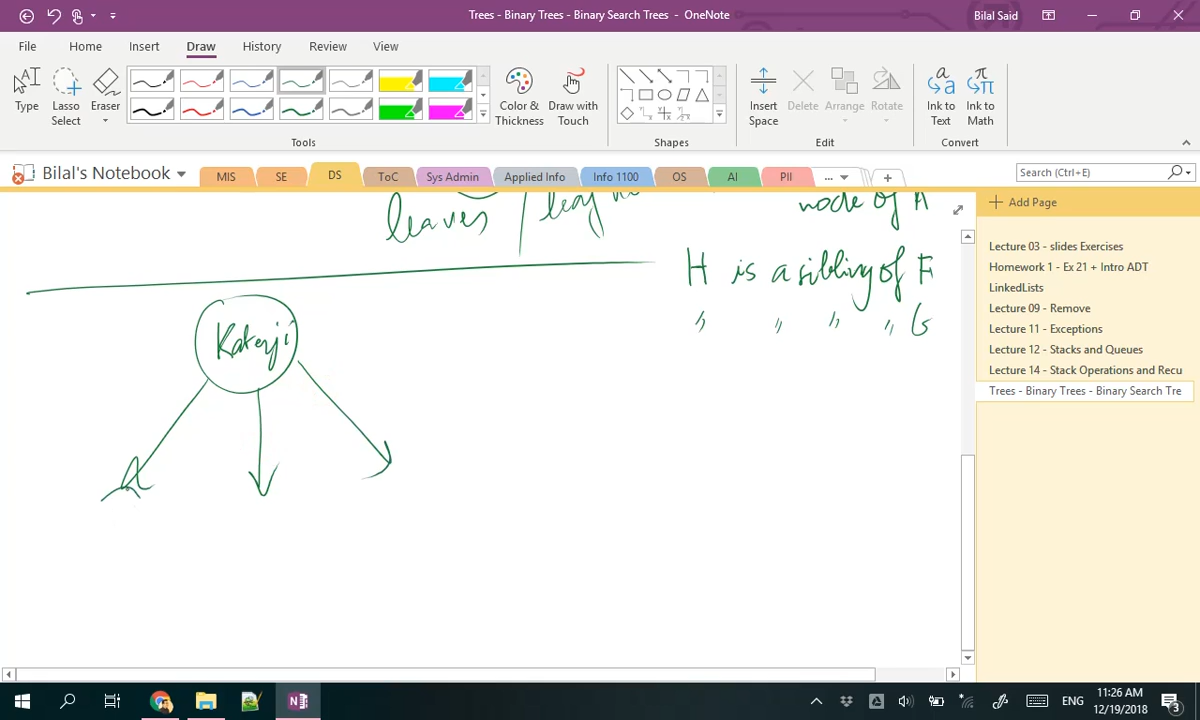 Trees - Binary Trees - Binary Search Trees - OneNote
Bilal Said
File Home Insert Draw History Review View
Type
Lasso Select
Eraser
Color & Thickness
Draw with Touch
Insert Space
Delete
Arrange
Rotate
Ink to Text
Ink to Math
Tools
Shapes
Edit
Convert
Bilal's Notebook
MIS SE DS ToC Sys Admin Applied Info Info 1100 OS AI PII ...
Search (Ctrl+E)
Add Page
Lecture 03 - slides Exercises
Homework 1 - Ex 21 + Intro ADT
LinkedLists
Lecture 09 - Remove
Lecture 11 - Exceptions
Lecture 12 - Stacks and Queues
Lecture 14 - Stack Operations and Recu
Trees - Binary Trees - Binary Search Tre
leaves / leaf
node of A
H is a sibling of F
" " " " G
Katerji
ENG
11:26 AM
12/19/2018
3